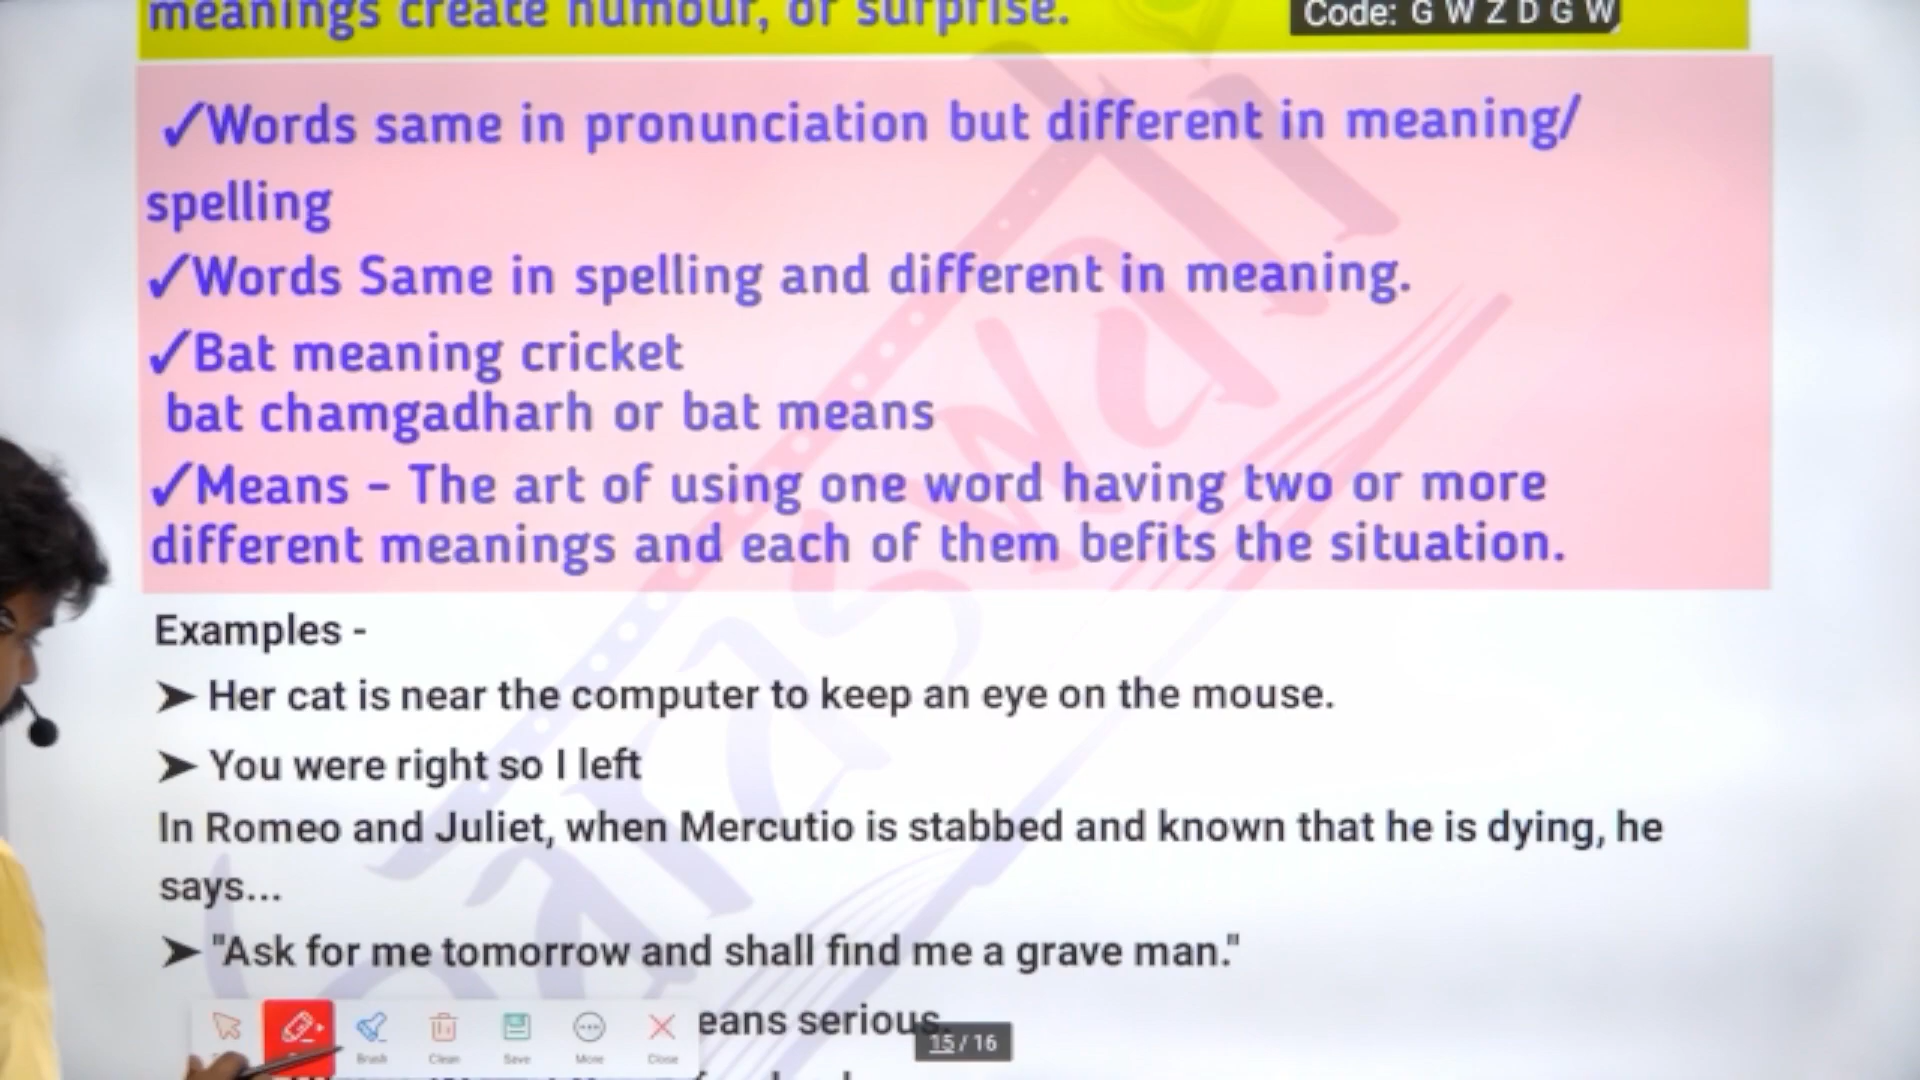 meanings create humour, or surprise.
Code: G W Z D G W
✓Words same in pronunciation but different in meaning/
spelling
✓Words Same in spelling and different in meaning.
✓Bat meaning cricket
bat chamgadharh or bat means
✓Means - The art of using one word having two or more
different meanings and each of them befits the situation.
Examples -
➤ Her cat is near the computer to keep an eye on the mouse.
➤ You were right so I left
In Romeo and Juliet, when Mercutio is stabbed and known that he is dying, he
says...
➤ "Ask for me tomorrow and shall find me a grave man."
eans serious.
15 / 16
Brush Clean Save More Close